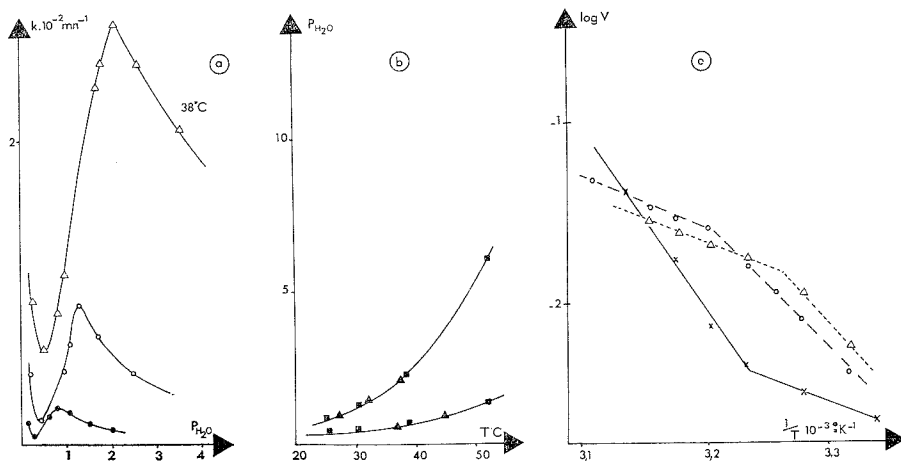 k.10⁻² mn⁻¹
a
38°C
2
P_H₂O
1 2 3 4
P_H₂O
b
10
5
T°C
20 30 40 50
log V
c
-1
-2
3,1 3,2 3,3
1/T 10⁻³ °K⁻¹